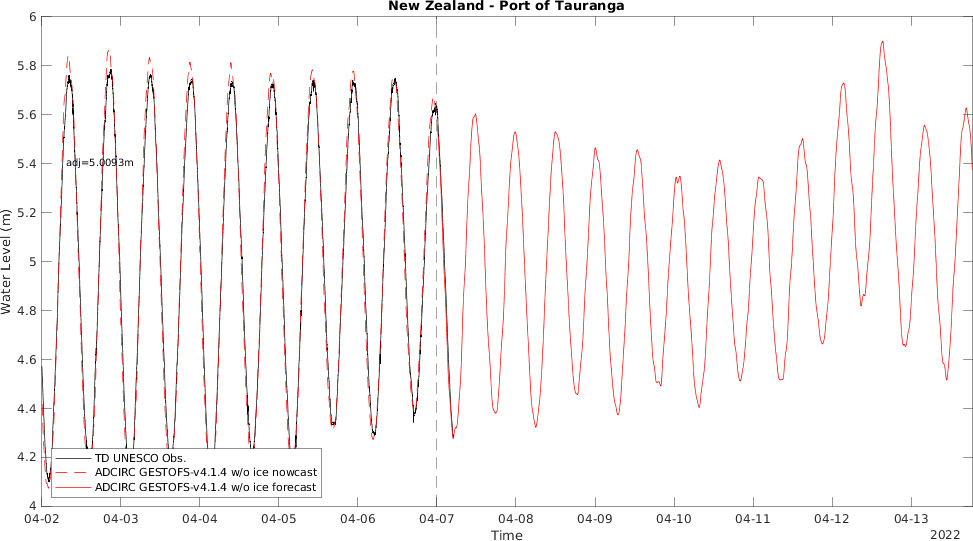 New Zealand - Port of Tauranga
Water Level (m)
6
5.8
5.6
5.4
5.2
5
4.8
4.6
4.4
4.2
4
adj=5.0093m
TD UNESCO Obs.
ADCIRC GESTOFS-v4.1.4 w/o ice nowcast
ADCIRC GESTOFS-v4.1.4 w/o ice forecast
04-02 04-03 04-04 04-05 04-06 04-07 04-08 04-09 04-10 04-11 04-12 04-13
Time
2022